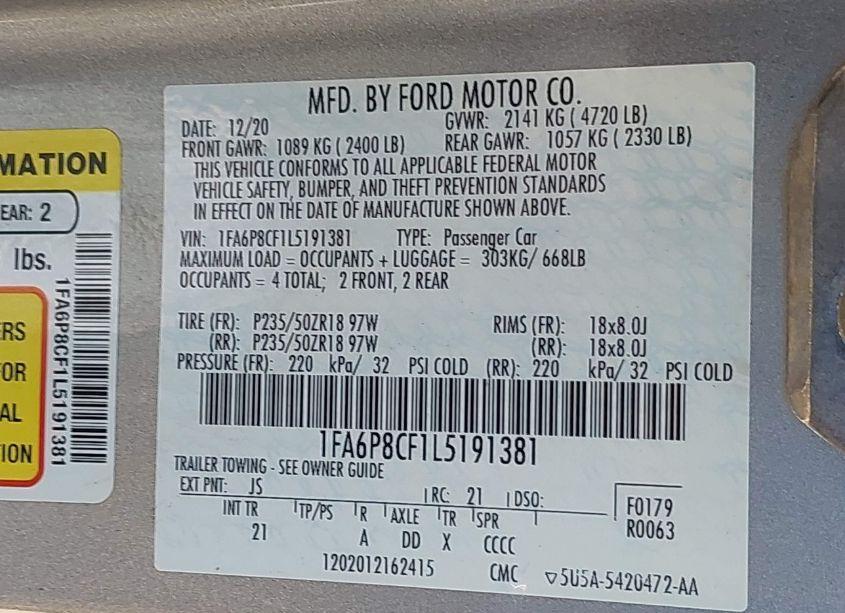 MATION
EAR: 2
lbs.
1FA6P8CF1L5191381
ERS
FOR
AL
ION
MFD. BY FORD MOTOR CO.
DATE: 12/20 GVWR: 2141 KG ( 4720 LB)
FRONT GAWR: 1089 KG ( 2400 LB) REAR GAWR: 1057 KG ( 2330 LB)
THIS VEHICLE CONFORMS TO ALL APPLICABLE FEDERAL MOTOR
VEHICLE SAFETY, BUMPER, AND THEFT PREVENTION STANDARDS
IN EFFECT ON THE DATE OF MANUFACTURE SHOWN ABOVE.
VIN: 1FA6P8CF1L5191381 TYPE: Passenger Car
MAXIMUM LOAD = OCCUPANTS + LUGGAGE = 303KG/ 668LB
OCCUPANTS = 4 TOTAL; 2 FRONT, 2 REAR
TIRE (FR): P235/50ZR18 97W RIMS (FR): 18x8.0J
(RR): P235/50ZR18 97W (RR): 18x8.0J
PRESSURE (FR): 220 kPa/ 32 PSI COLD (RR): 220 kPa/ 32 PSI COLD
1FA6P8CF1L5191381
TRAILER TOWING - SEE OWNER GUIDE
EXT PNT: JS RC: 21 DSO: F0179
INT TR TP/PS R AXLE TR SPR R0063
21 A DD X CCCC
1202012162415 CMC ▽5U5A-5420472-AA